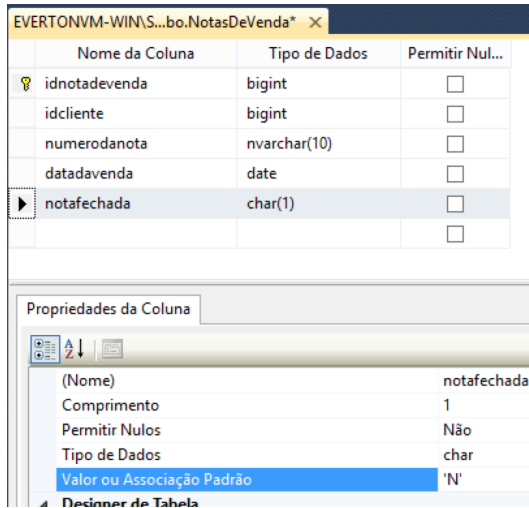 EVERTONVM-WIN\S...bo.NotasDeVenda*
Nome da Coluna Tipo de Dados Permitir Nul...
idnotadevenda bigint
idcliente bigint
numerodanota nvarchar(10)
datadavenda date
notafechada char(1)
Propriedades da Coluna
(Nome) notafechada
Comprimento 1
Permitir Nulos Não
Tipo de Dados char
Valor ou Associação Padrão 'N'
Designer de Tabela